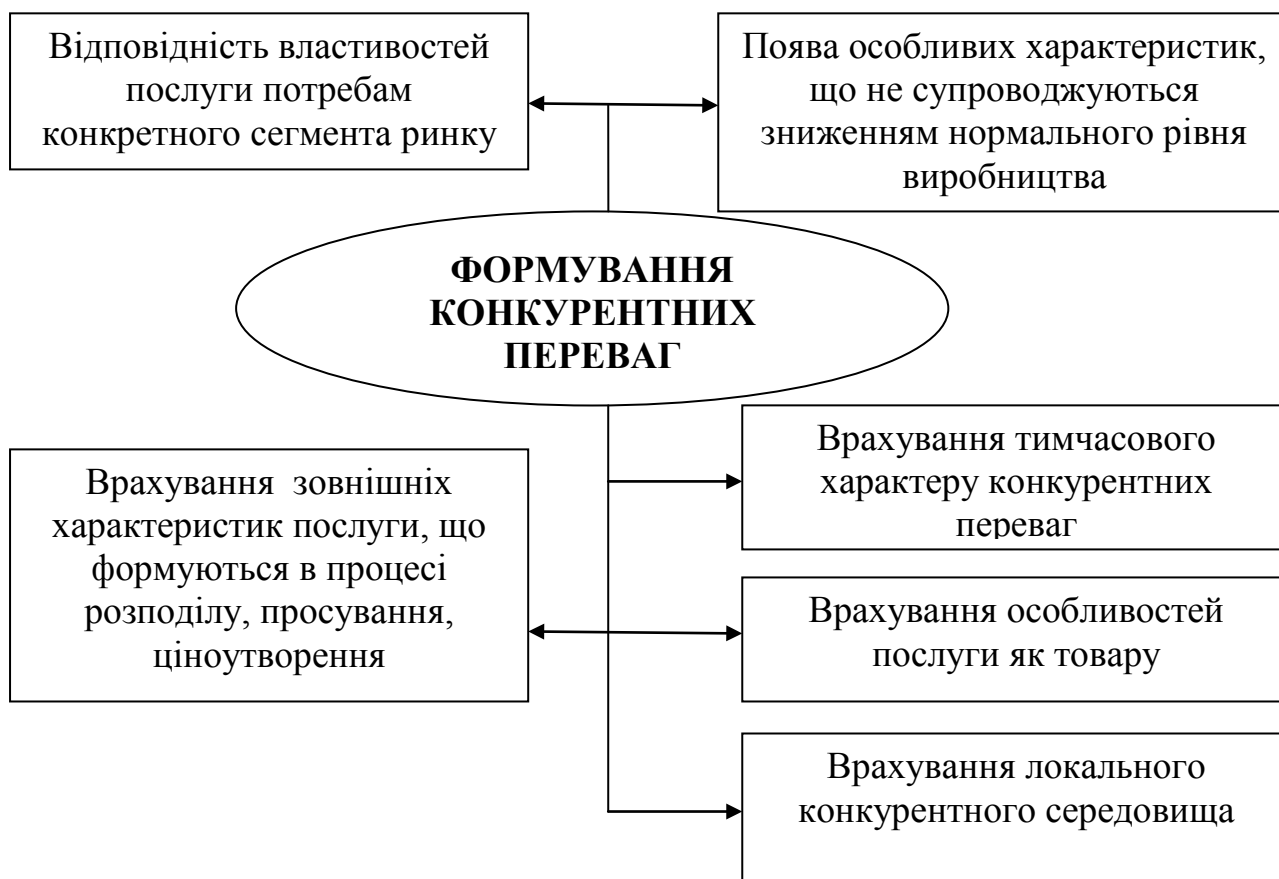 Відповідність властивостей
послуги потребам
конкретного сегмента ринку
Поява особливих характеристик,
що не супроводжуються
зниженням нормального рівня
виробництва
ФОРМУВАННЯ
КОНКУРЕНТНИХ
ПЕРЕВАГ
Врахування зовнішніх
характеристик послуги, що
формуються в процесі
розподілу, просування,
ціноутворення
Врахування тимчасового
характеру конкурентних
переваг
Врахування особливостей
послуги як товару
Врахування локального
конкурентного середовища